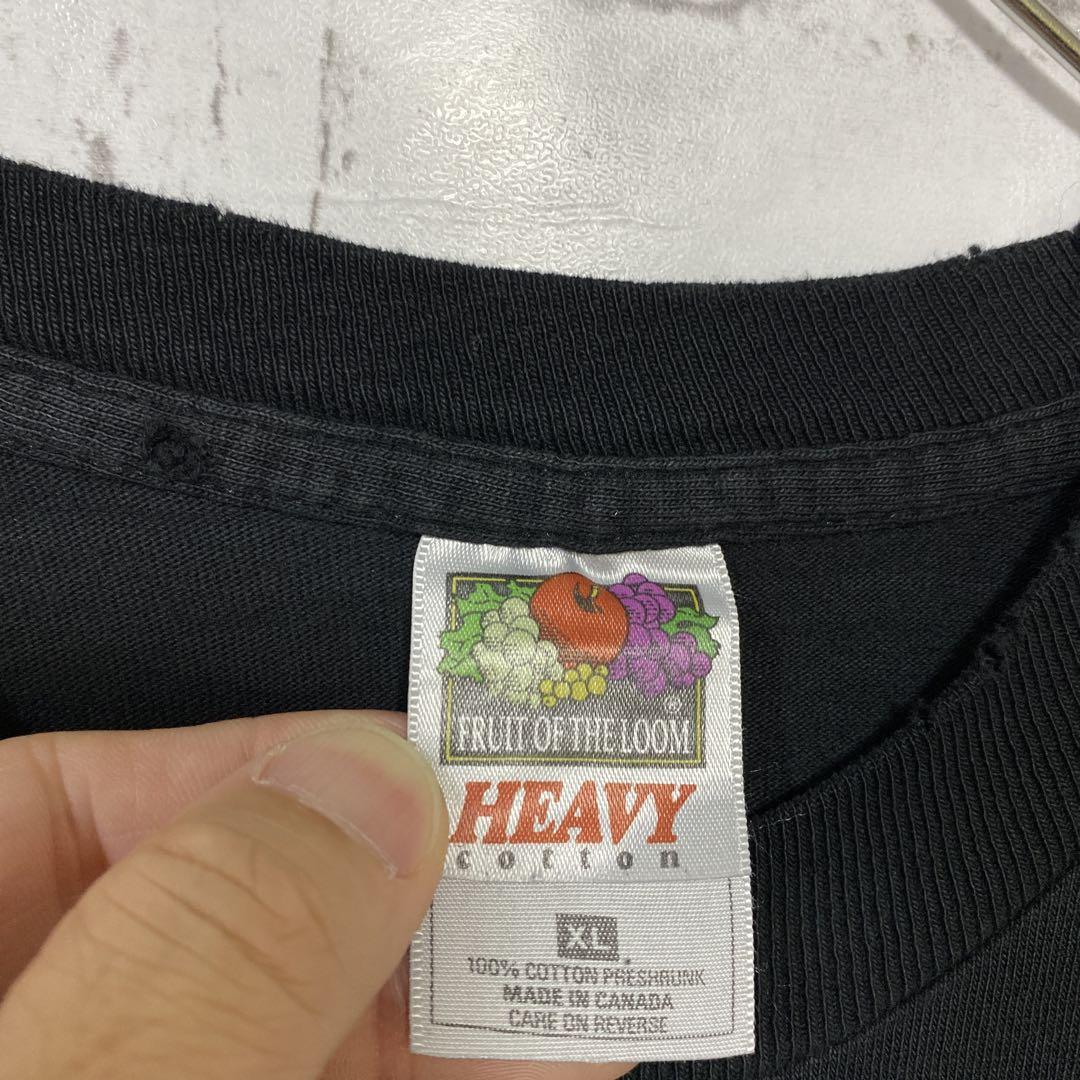 ®
FRUIT OF THE LOOM
HEAVY
cotton
XL
100% COTTON PRESHRUNK
MADE IN CANADA
CARE ON REVERSE